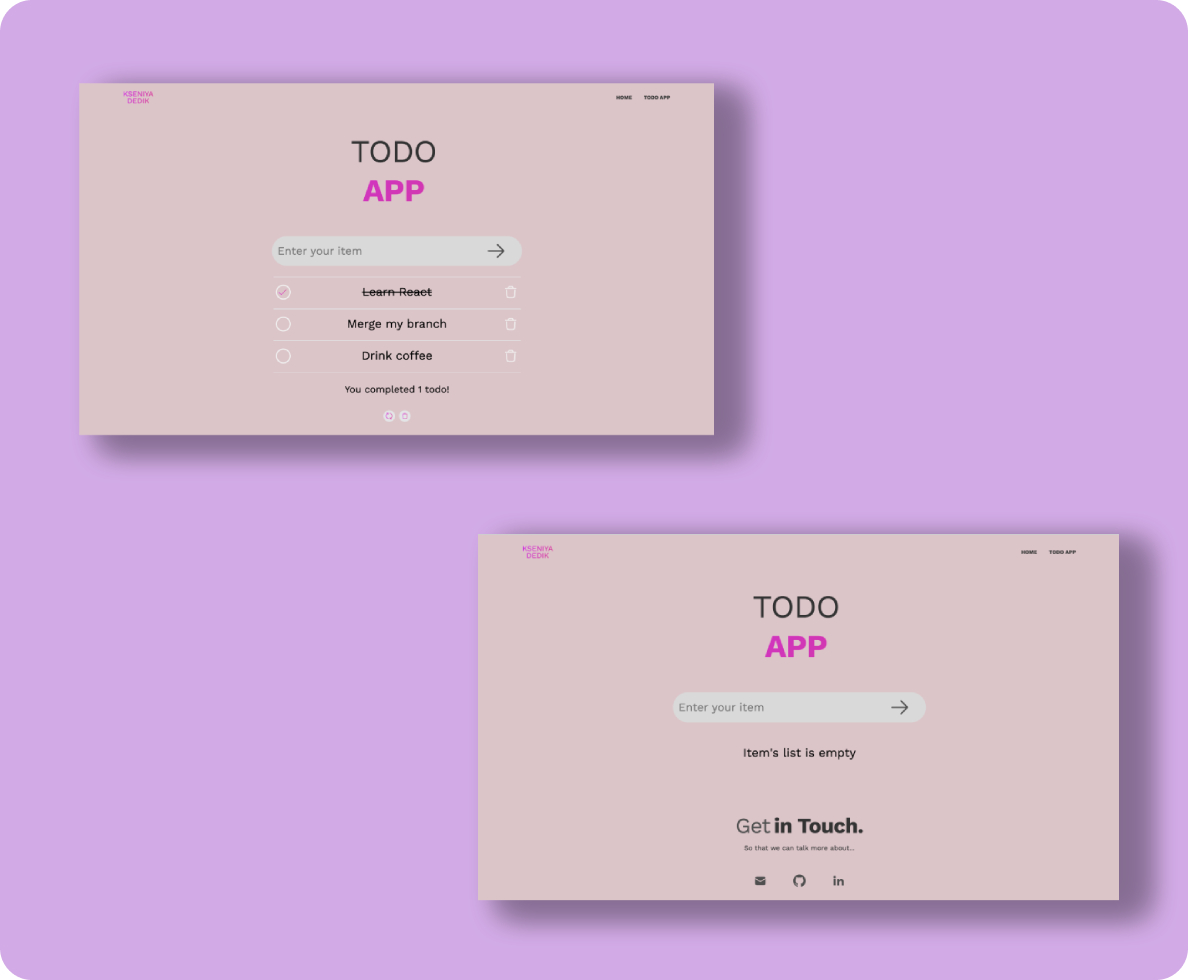 KSENIYA
DEDIK
HOME TODO APP
TODO
APP
Enter your item
Learn React
Merge my branch
Drink coffee
You completed 1 todo!
KSENIYA
DEDIK
HOME TODO APP
TODO
APP
Enter your item
Item's list is empty
Get in Touch.
So that we can talk more about...
in